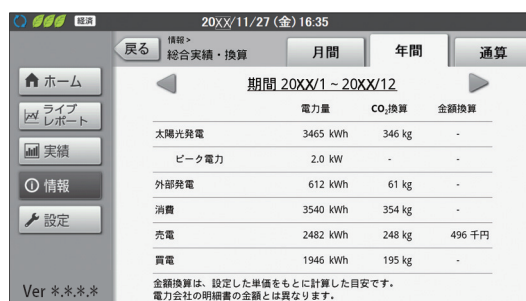 経済 20XX/11/27 (金) 16:35
戻る 情報>
総合実績・換算 月間 年間 通算
ホーム
ライブ
レポート
実績
情報
設定
Ver *.*.*.*
期間 20XX/1 ~ 20XX/12
電力量 CO₂換算 金額換算
太陽光発電 3465 kWh 346 kg -
ピーク電力 2.0 kW - -
外部発電 612 kWh 61 kg -
消費 3540 kWh 354 kg -
売電 2482 kWh 248 kg 496 千円
買電 1946 kWh 195 kg -
金額換算は、設定した単価をもとに計算した目安です。
電力会社の明細書の金額とは異なります。